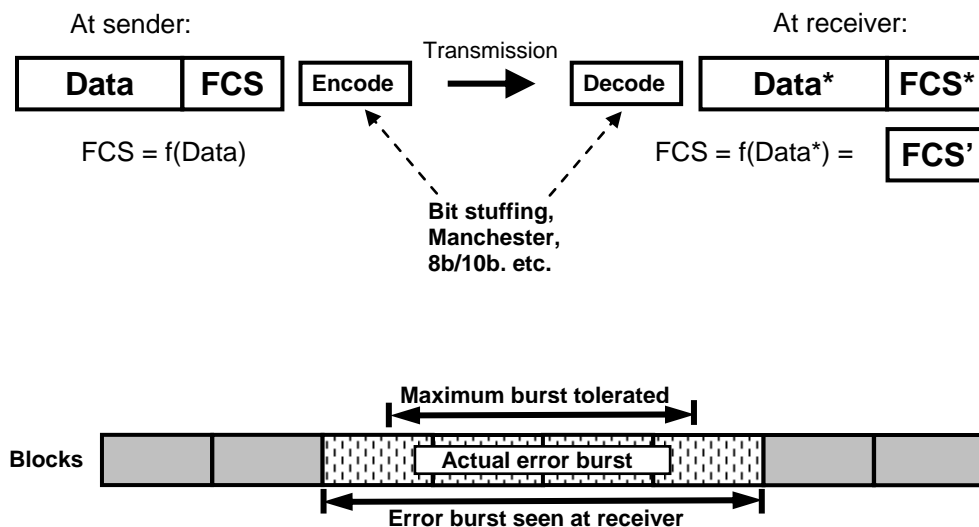 At sender:
At receiver:
Transmission
Data FCS Encode Decode Data* FCS*
FCS = f(Data)
FCS = f(Data*) = FCS’
Bit stuffing,
Manchester,
8b/10b. etc.
Maximum burst tolerated
Blocks
Actual error burst
Error burst seen at receiver